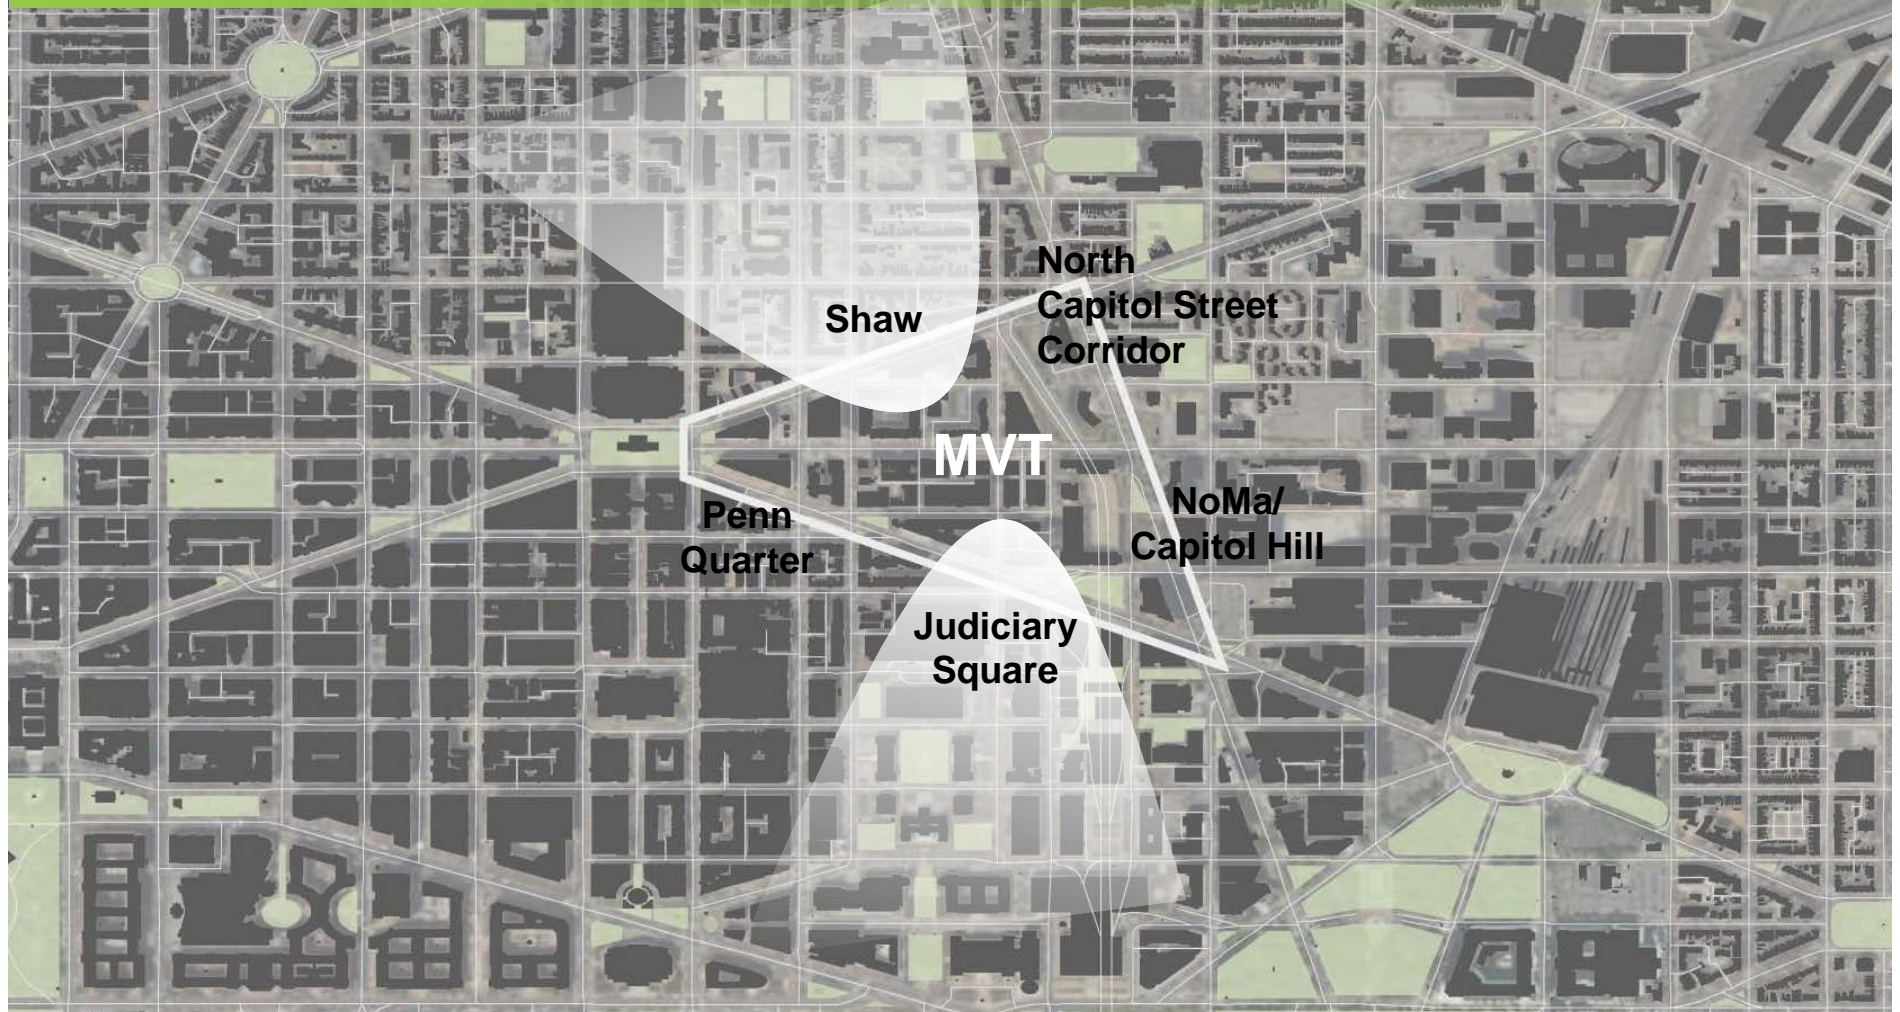 North
Capitol Street
Corridor
Shaw
MVT
Penn
Quarter
NoMa/
Capitol Hill
Judiciary
Square